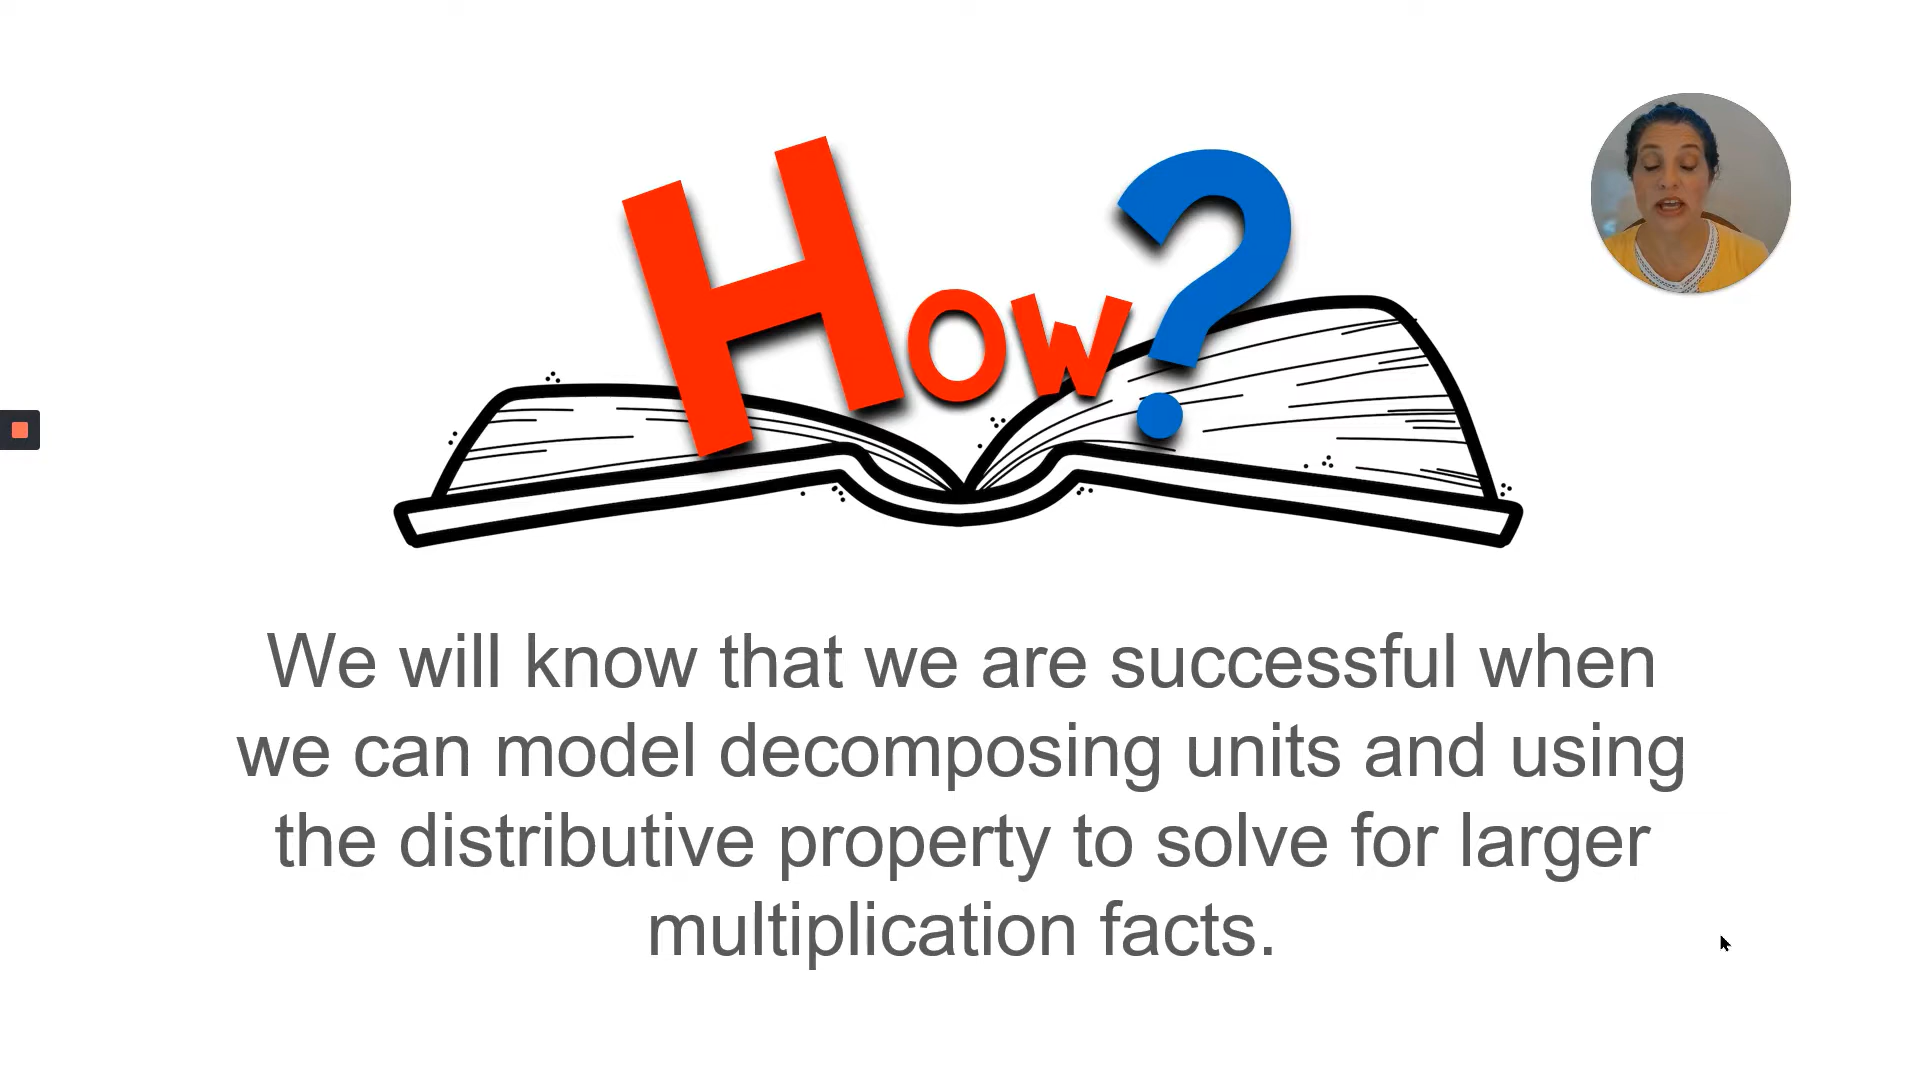 How?
We will know that we are successful when
we can model decomposing units and using
the distributive property to solve for larger
multiplication facts.